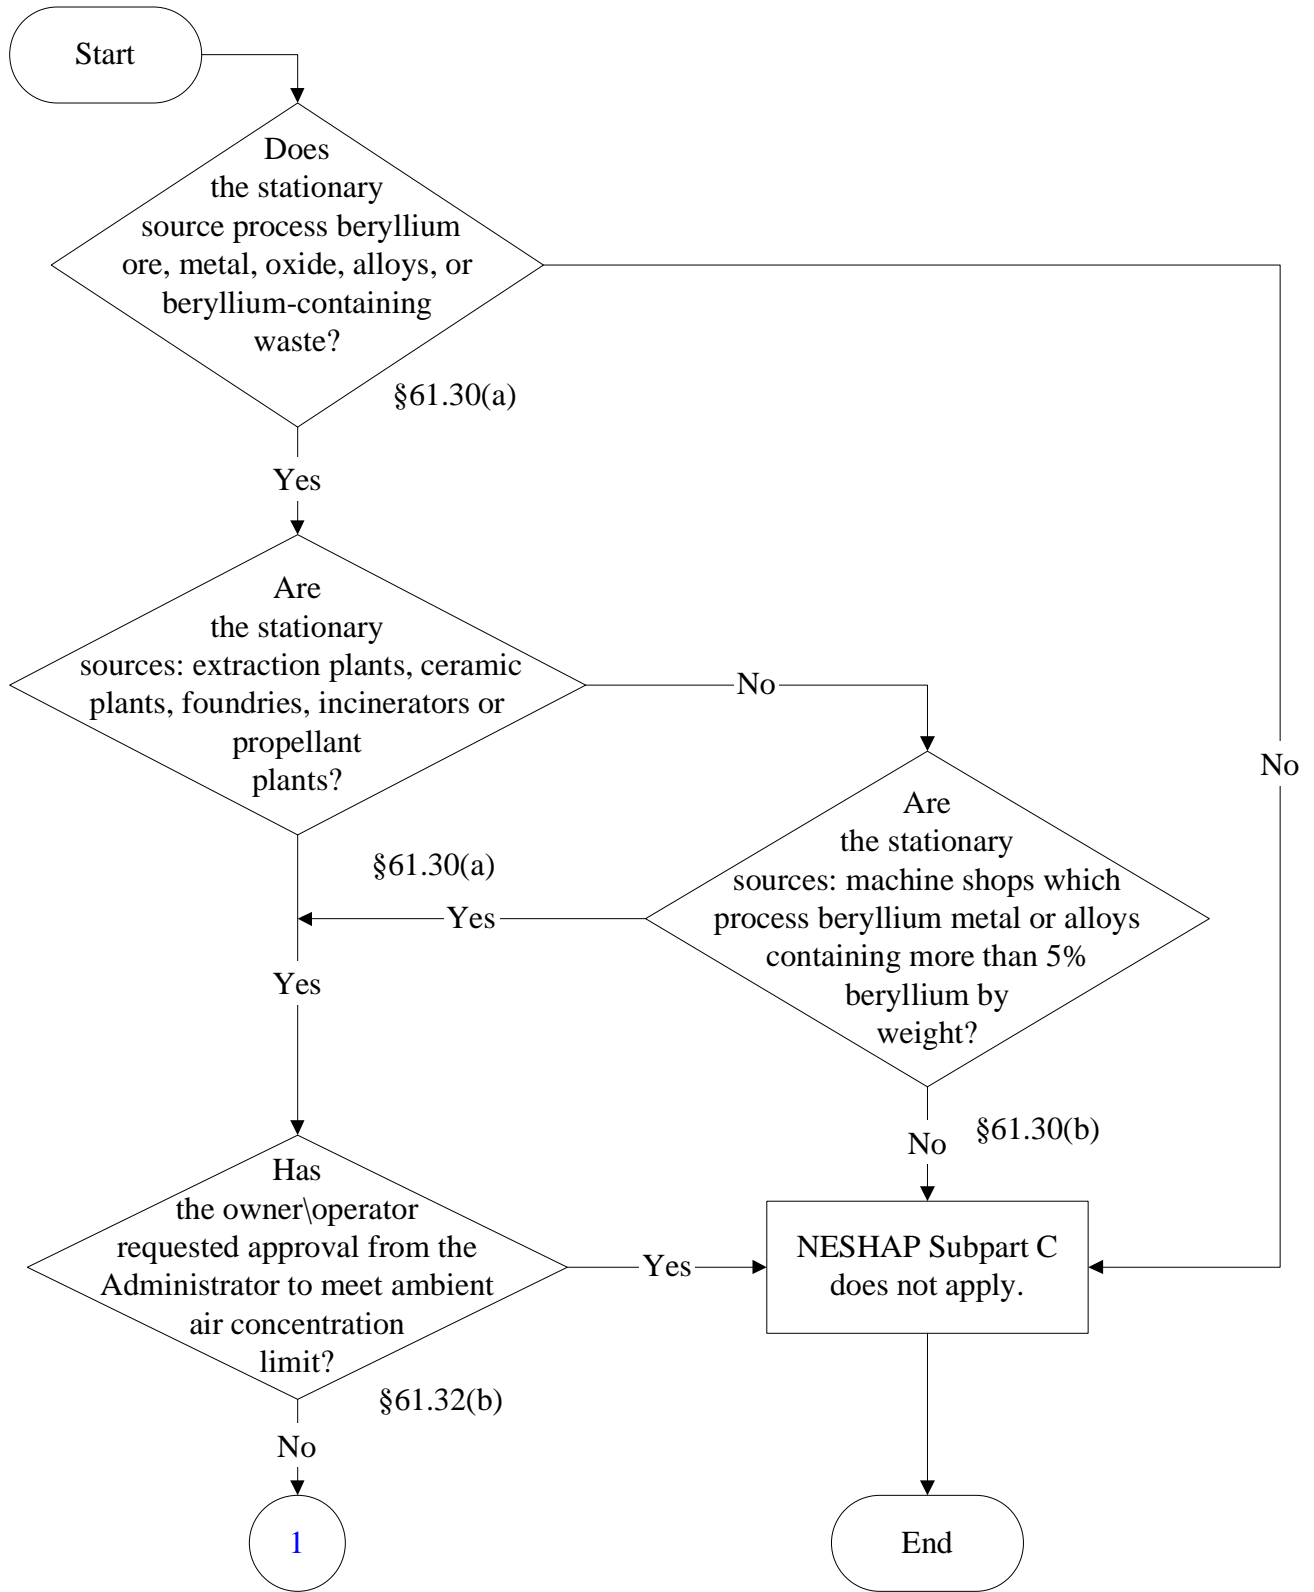 Start
Does
the stationary
source process beryllium
ore, metal, oxide, alloys, or
beryllium-containing
waste?
§61.30(a)
Yes
No
Are
the stationary
sources: extraction plants, ceramic
plants, foundries, incinerators or
propellant
plants?
§61.30(a)
No
Are
the stationary
sources: machine shops which
process beryllium metal or alloys
containing more than 5%
beryllium by
weight?
§61.30(b)
Yes
Yes
No
Has
the owner\operator
requested approval from the
Administrator to meet ambient
air concentration
limit?
§61.32(b)
Yes
NESHAP Subpart C
does not apply.
No
1
End